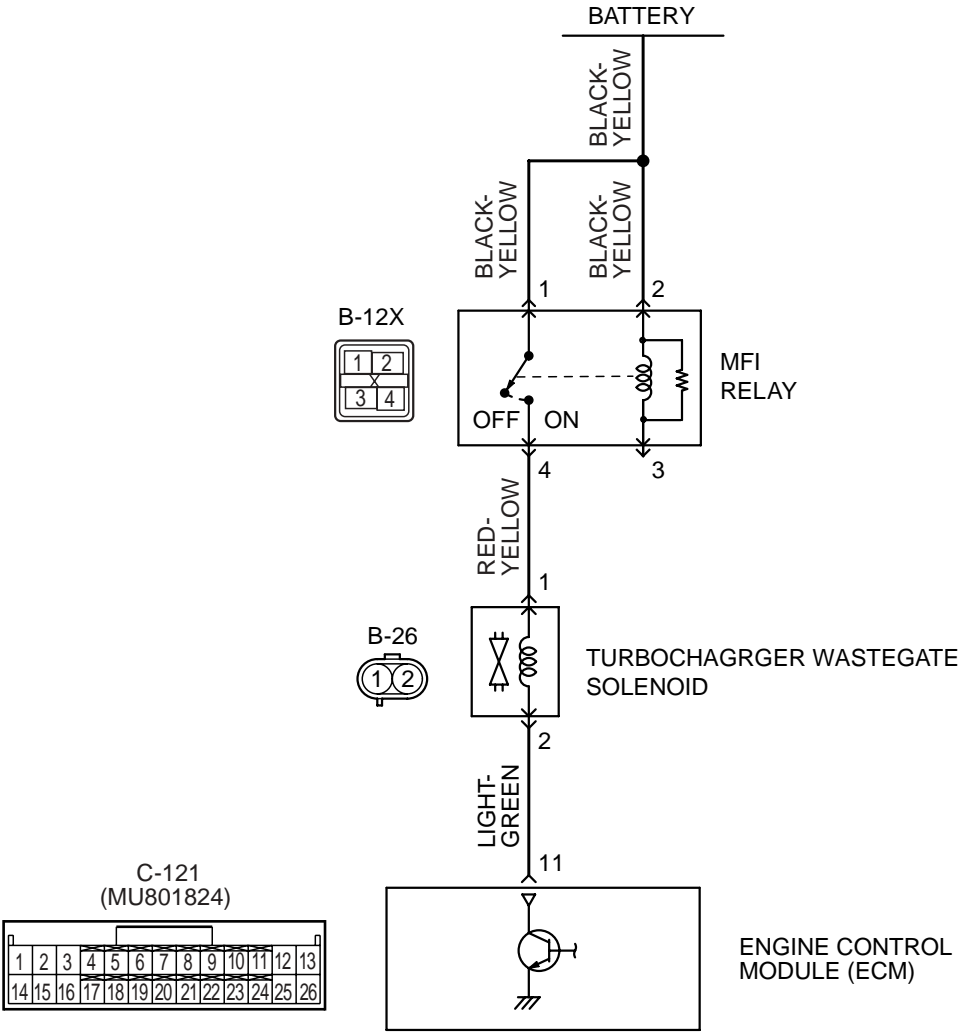 BATTERY
BLACK-
YELLOW
BLACK-
YELLOW
BLACK-
YELLOW
1
2
B-12X
1 2
X
3 4
MFI
RELAY
OFF ON
4
3
RED-
YELLOW
1
B-26
1 2
TURBOCHAGRGER WASTEGATE
SOLENOID
2
LIGHT-
GREEN
11
C-121
(MU801824)
1 2 3 4 5 6 7 8 9 10 11 12 13
14 15 16 17 18 19 20 21 22 23 24 25 26
ENGINE CONTROL
MODULE (ECM)